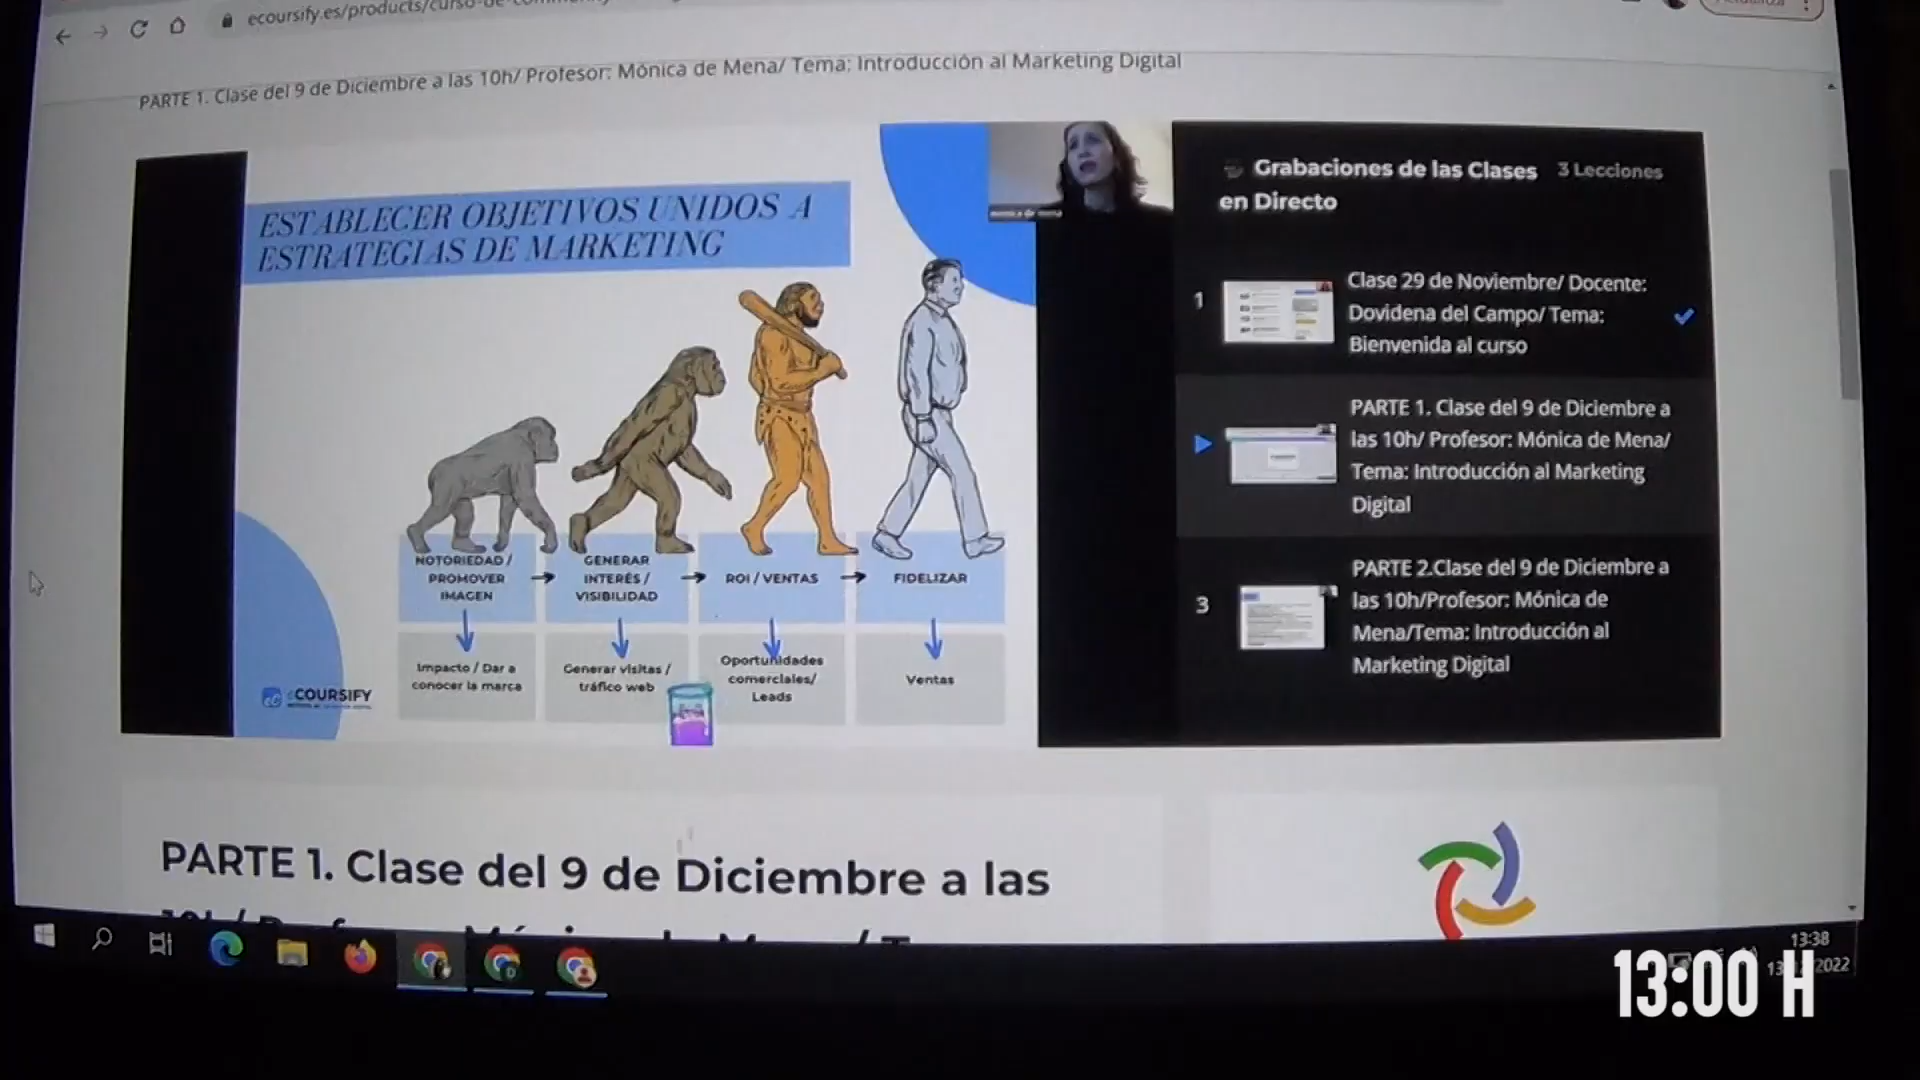 ecoursify.es/products/curso-de-community
PARTE 1. Clase del 9 de Diciembre a las 10h/ Profesor: Mónica de Mena/ Tema: Introducción al Marketing Digital
ESTABLECER OBJETIVOS UNIDOS A
ESTRATEGIAS DE MARKETING
monica de mena
NOTORIEDAD /
PROMOVER
IMAGEN
GENERAR
INTERÉS /
VISIBILIDAD
ROI / VENTAS
FIDELIZAR
Impacto / Dar a
conocer la marca
Generar visitas /
tráfico web
Oportunidades
comerciales/
Leads
Ventas
COURSIFY
Grabaciones de las Clases
en Directo
3 Lecciones
1
Clase 29 de Noviembre/ Docente:
Dovidena del Campo/ Tema:
Bienvenida al curso
PARTE 1. Clase del 9 de Diciembre a
las 10h/ Profesor: Mónica de Mena/
Tema: Introducción al Marketing
Digital
3
PARTE 2.Clase del 9 de Diciembre a
las 10h/Profesor: Mónica de
Mena/Tema: Introducción al
Marketing Digital
PARTE 1. Clase del 9 de Diciembre a las
13:38
2022
13:00 H